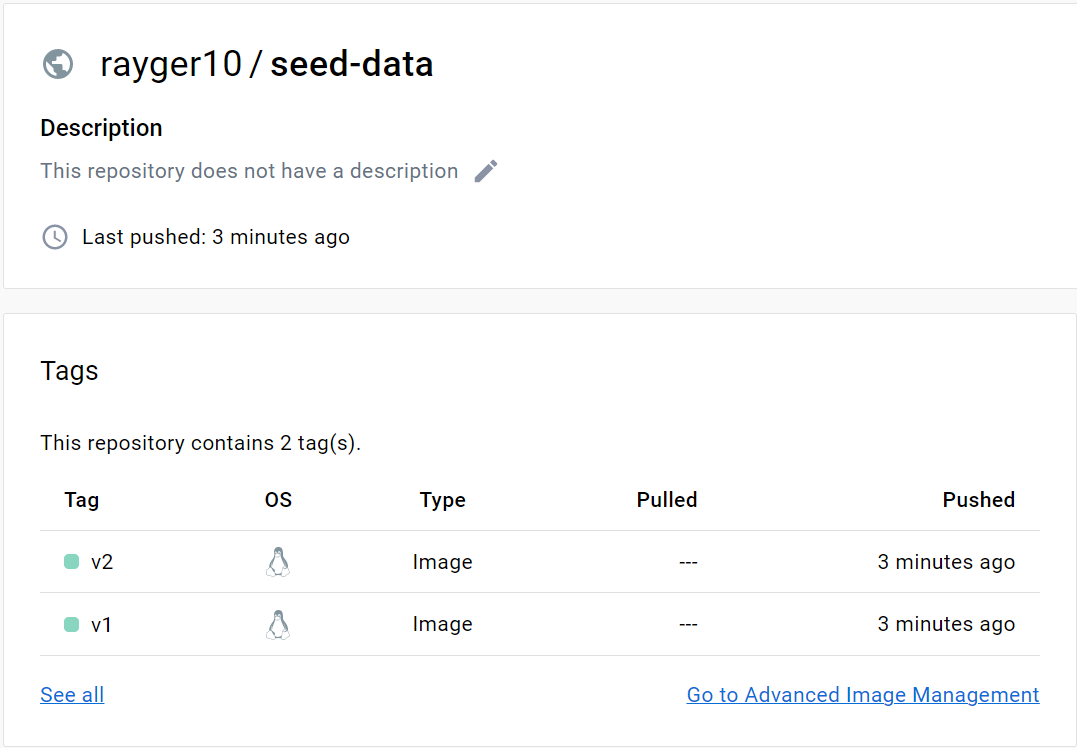 rayger10 / seed-data
Description
This repository does not have a description
Last pushed: 3 minutes ago
Tags
This repository contains 2 tag(s).
Tag OS Type Pulled Pushed
v2 Image --- 3 minutes ago
v1 Image --- 3 minutes ago
See all Go to Advanced Image Management